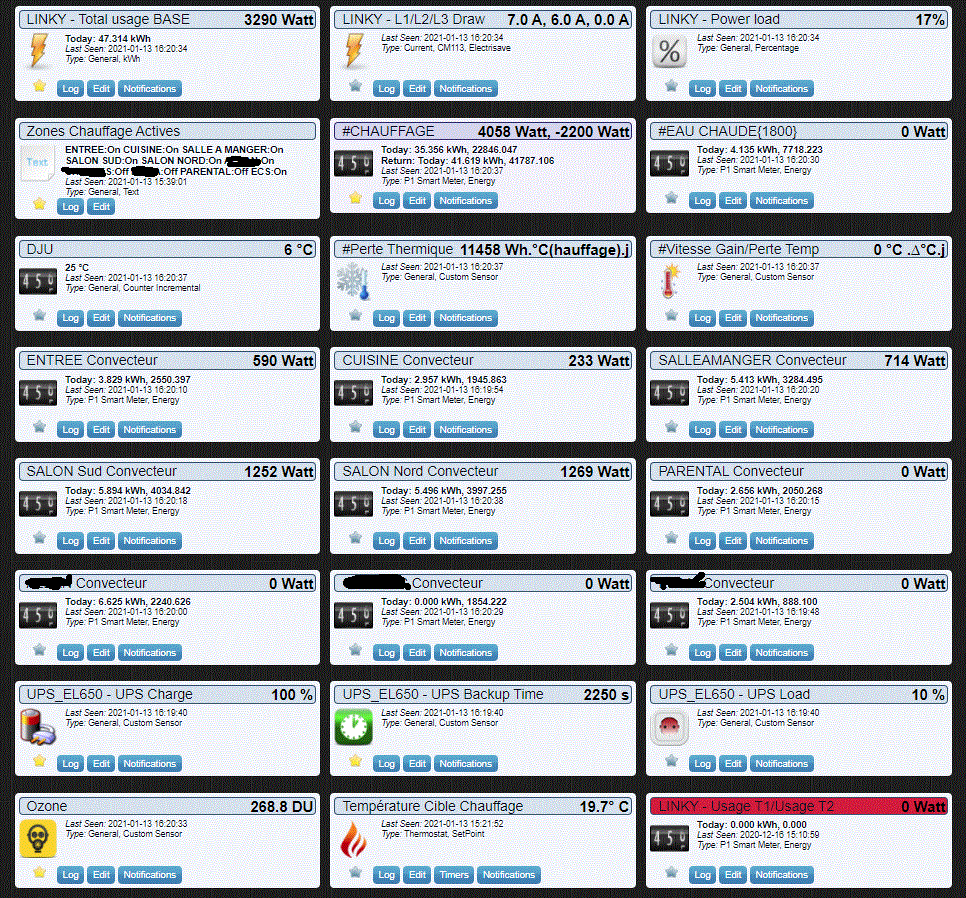 LINKY - Total usage BASE 3290 Watt
Today: 47.314 kWh
Last Seen: 2021-01-13 16:20:34
Type: General, kWh
Log Edit Notifications
LINKY - L1/L2/L3 Draw 7.0 A, 6.0 A, 0.0 A
Last Seen: 2021-01-13 16:20:34
Type: Current, CM113, Electrisave
Log Edit Notifications
LINKY - Power load 17%
Last Seen: 2021-01-13 16:20:34
Type: General, Percentage
%
Log Edit Notifications
Zones Chauffage Actives
Text
ENTREE:On CUISINE:On SALLE A MANGER:On
SALON SUD:On SALON NORD:On On
S:Off :Off PARENTAL:Off ECS:On
Last Seen: 2021-01-13 15:39:01
Type: General, Text
Log Edit
#CHAUFFAGE 4058 Watt, -2200 Watt
Today: 35.356 kWh, 22846.047
Return: Today: 41.619 kWh, 41787.106
Last Seen: 2021-01-13 16:20:37
Type: P1 Smart Meter, Energy
Log Edit Notifications
#EAU CHAUDE{1800} 0 Watt
Today: 4.135 kWh, 7718.223
Last Seen: 2021-01-13 16:20:30
Type: P1 Smart Meter, Energy
Log Edit Notifications
DJU 6 °C
25 °C
Last Seen: 2021-01-13 16:20:37
Type: General, Counter Incremental
Log Edit Notifications
#Perte Thermique 11458 Wh.°C(hauffage).j
Last Seen: 2021-01-13 16:20:37
Type: General, Custom Sensor
Log Edit Notifications
#Vitesse Gain/Perte Temp 0 °C .Δ°C.j
Last Seen: 2021-01-13 16:20:37
Type: General, Custom Sensor
Log Edit Notifications
ENTREE Convecteur 590 Watt
Today: 3.829 kWh, 2550.397
Last Seen: 2021-01-13 16:20:10
Type: P1 Smart Meter, Energy
Log Edit Notifications
CUISINE Convecteur 233 Watt
Today: 2.957 kWh, 1945.863
Last Seen: 2021-01-13 16:19:54
Type: P1 Smart Meter, Energy
Log Edit Notifications
SALLEAMANGER Convecteur 714 Watt
Today: 5.413 kWh, 3284.495
Last Seen: 2021-01-13 16:20:20
Type: P1 Smart Meter, Energy
Log Edit Notifications
SALON Sud Convecteur 1252 Watt
Today: 5.894 kWh, 4034.842
Last Seen: 2021-01-13 16:20:18
Type: P1 Smart Meter, Energy
Log Edit Notifications
SALON Nord Convecteur 1269 Watt
Today: 5.496 kWh, 3997.255
Last Seen: 2021-01-13 16:20:38
Type: P1 Smart Meter, Energy
Log Edit Notifications
PARENTAL Convecteur 0 Watt
Today: 2.656 kWh, 2050.268
Last Seen: 2021-01-13 16:20:15
Type: P1 Smart Meter, Energy
Log Edit Notifications
Convecteur 0 Watt
Today: 6.625 kWh, 2240.626
Last Seen: 2021-01-13 16:20:00
Type: P1 Smart Meter, Energy
Log Edit Notifications
Convecteur 0 Watt
Today: 0.000 kWh, 1854.222
Last Seen: 2021-01-13 16:20:29
Type: P1 Smart Meter, Energy
Log Edit Notifications
Convecteur 0 Watt
Today: 2.504 kWh, 888.100
Last Seen: 2021-01-13 16:19:48
Type: P1 Smart Meter, Energy
Log Edit Notifications
UPS_EL650 - UPS Charge 100 %
Last Seen: 2021-01-13 16:19:40
Type: General, Custom Sensor
Log Edit Notifications
UPS_EL650 - UPS Backup Time 2250 s
Last Seen: 2021-01-13 16:19:40
Type: General, Custom Sensor
Log Edit Notifications
UPS_EL650 - UPS Load 10 %
Last Seen: 2021-01-13 16:19:40
Type: General, Custom Sensor
Log Edit Notifications
Ozone 268.8 DU
Last Seen: 2021-01-13 16:20:33
Type: General, Custom Sensor
Log Edit Notifications
Température Cible Chauffage 19.7° C
Last Seen: 2021-01-13 15:21:52
Type: Thermostat, SetPoint
Log Edit Timers Notifications
LINKY - Usage T1/Usage T2 0 Watt
Today: 0.000 kWh, 0.000
Last Seen: 2020-12-16 15:10:59
Type: P1 Smart Meter, Energy
Log Edit Notifications